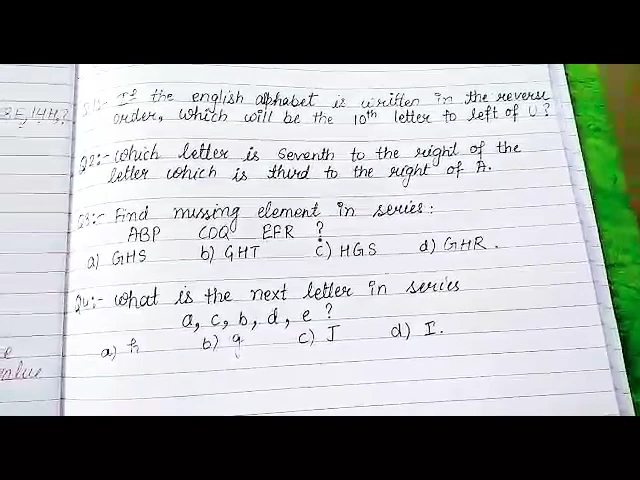 3E, 14H, ?
Q1:- If the english alphabet is written in the reverse
order, which will be the 10th letter to left of U?
Q2:- which letter is seventh to the right of the
letter which is third to the right of A.
Q3:- Find missing element in series:
ABP CDQ EFR ?
a) GHS b) GHT c) HGS d) GHR.
Q4:- what is the next letter in series
a, c, b, d, e ?
a) h b) g c) J d) I.